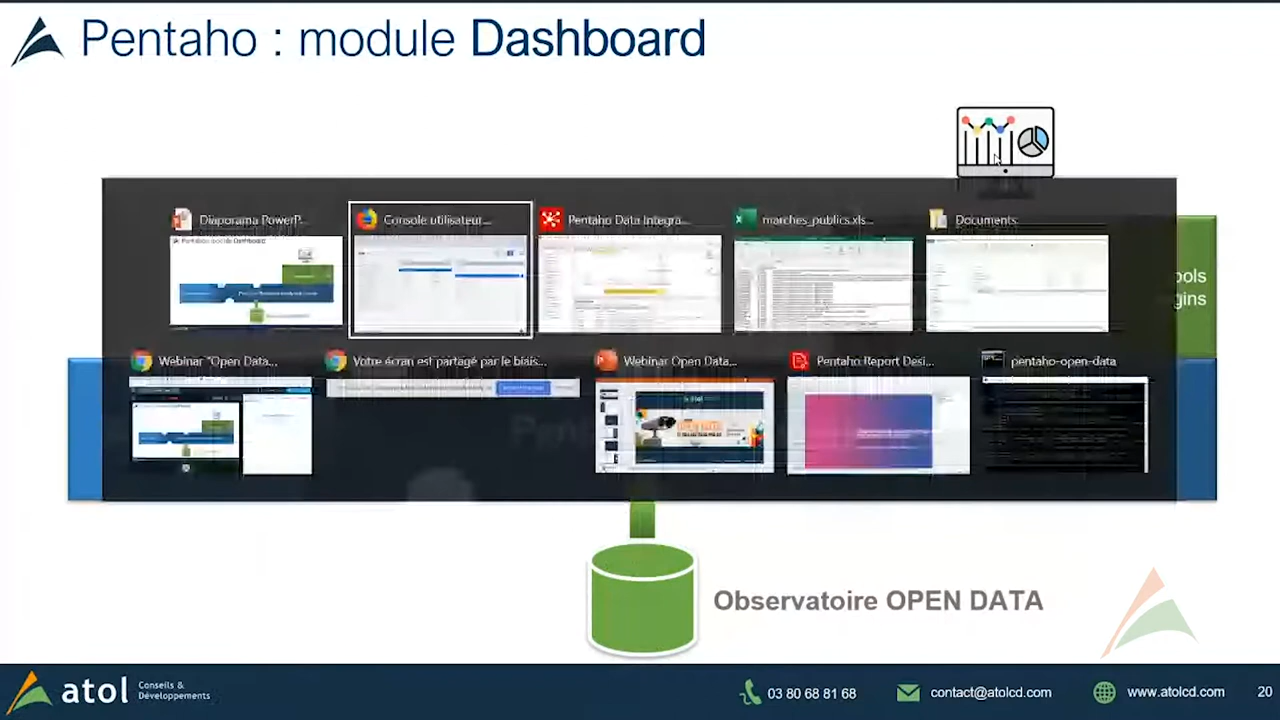 Pentaho : module Dashboard
Diaporama PowerP...
Console utilisateur...
Pentaho Data Integra...
marches_publics.xls...
Documents
ools
gins
Webinar "Open Data...
Votre écran est partagé par le biais...
Webinar Open Data...
Pentaho Report Desi...
pentaho-open-data
Observatoire OPEN DATA
atol Conseils &
Développements
03 80 68 81 68
contact@atolcd.com
www.atolcd.com
20